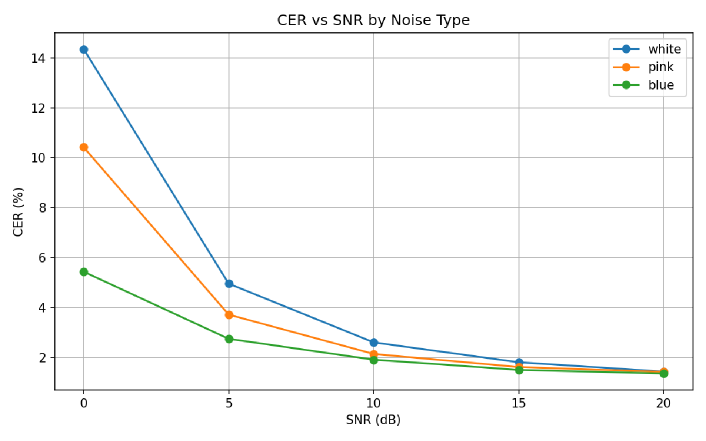 CER vs SNR by Noise Type
white
pink
blue
CER (%)
14
12
10
8
6
4
2
0
5
10
15
20
SNR (dB)